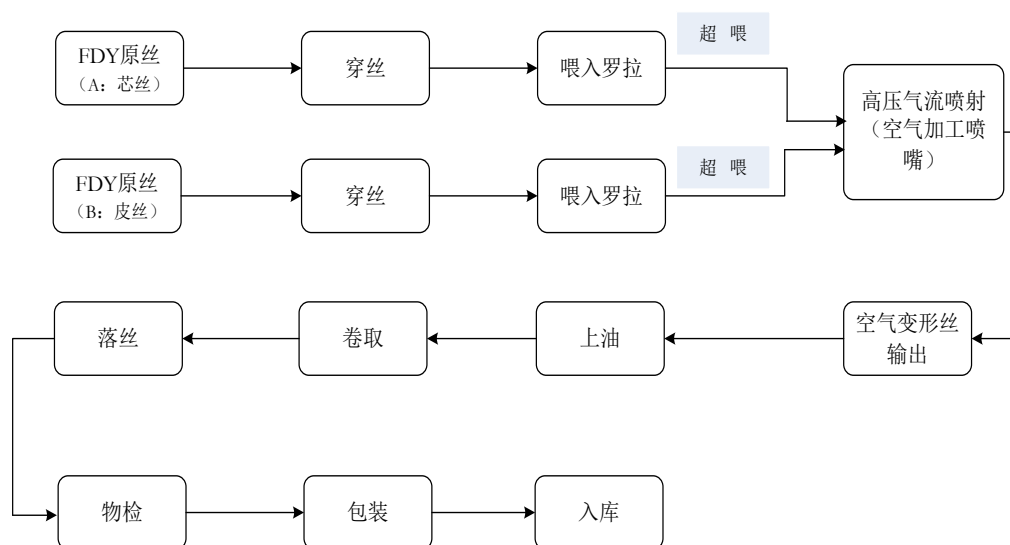 FDY原丝
（A：芯丝）
穿丝
喂入罗拉
超 喂
高压气流喷射
（空气加工喷
嘴）
FDY原丝
（B：皮丝）
穿丝
喂入罗拉
超 喂
落丝
卷取
上油
空气变形丝
输出
物检
包装
入库